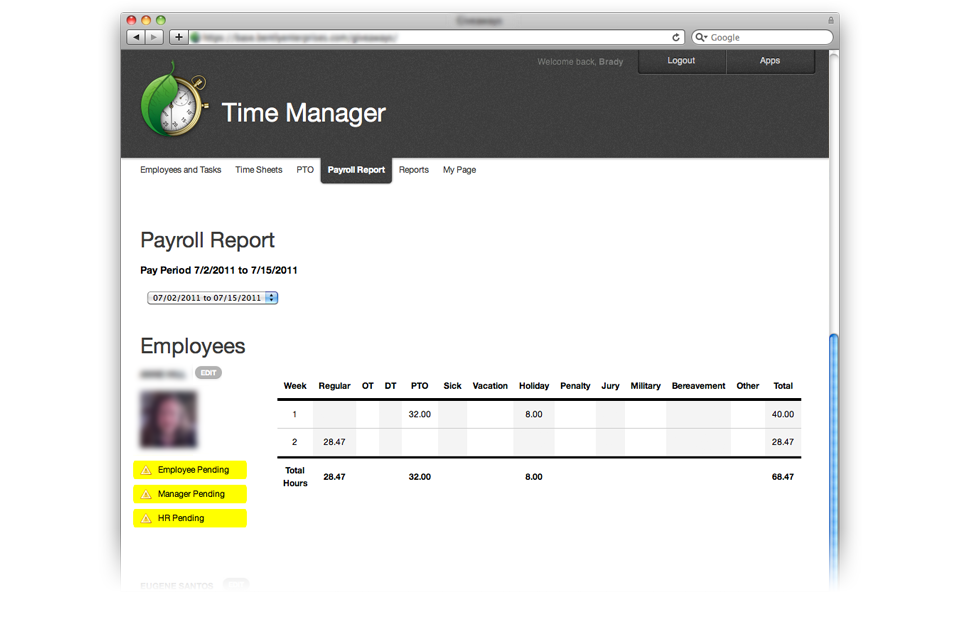 Google
Welcome back, Brady
Logout
Apps
Time Manager
Employees and Tasks Time Sheets PTO Payroll Report Reports My Page
Payroll Report
Pay Period 7/2/2011 to 7/15/2011
07/02/2011 to 07/15/2011
Employees
EDIT
Week Regular OT DT PTO Sick Vacation Holiday Penalty Jury Military Bereavement Other Total
1 32.00 8.00 40.00
2 28.47 28.47
Total Hours 28.47 32.00 8.00 68.47
Employee Pending
Manager Pending
HR Pending
EUGENE SANTOS